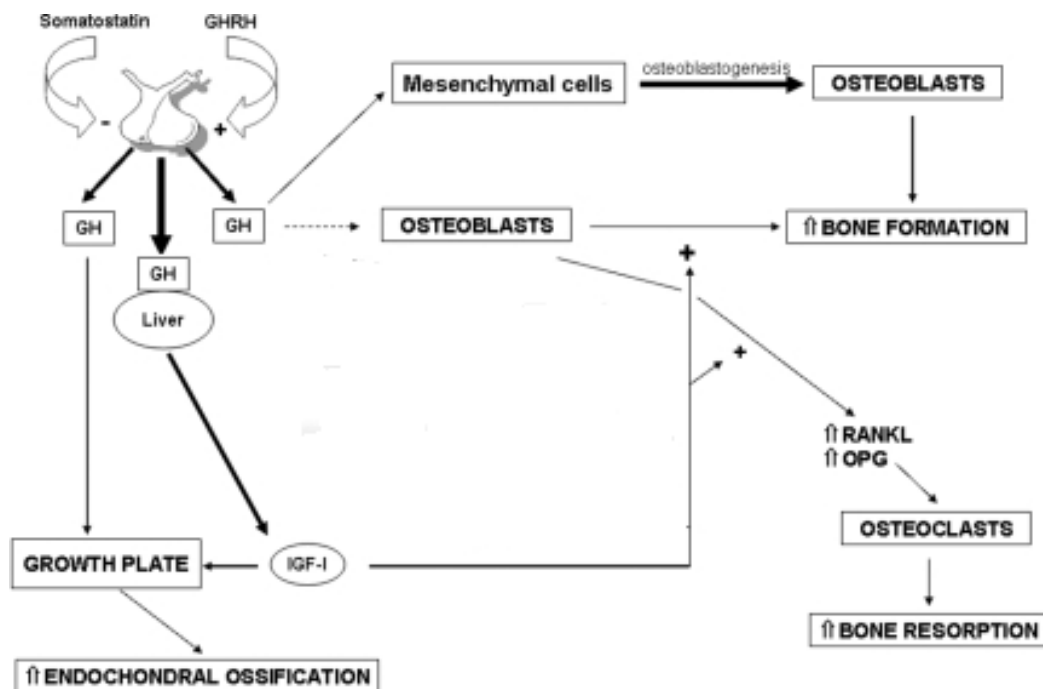 Somatostatin
GHRH
-
+
Mesenchymal cells
osteoblastogenesis
OSTEOBLASTS
GH
GH
OSTEOBLASTS
⇧ BONE FORMATION
GH
Liver
+
+
⇧ RANKL
⇧ OPG
OSTEOCLASTS
GROWTH PLATE
IGF-I
⇧ BONE RESORPTION
⇧ ENDOCHONDRAL OSSIFICATION